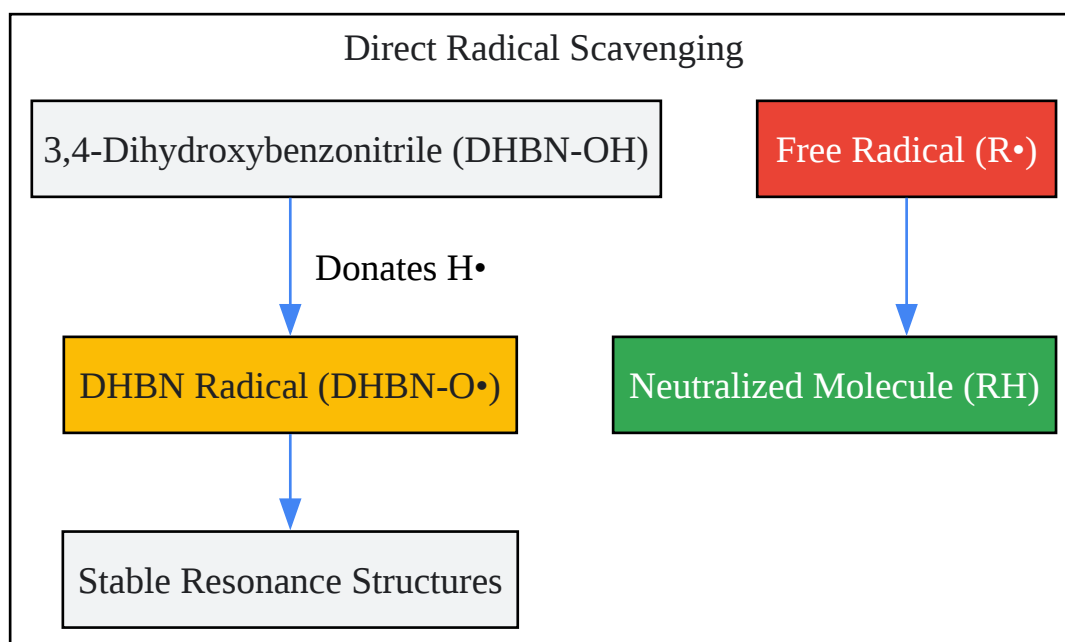 Direct Radical Scavenging
3,4-Dihydroxybenzonitrile (DHBN-OH)
Free Radical (R•)
Donates H•
DHBN Radical (DHBN-O•)
Neutralized Molecule (RH)
Stable Resonance Structures